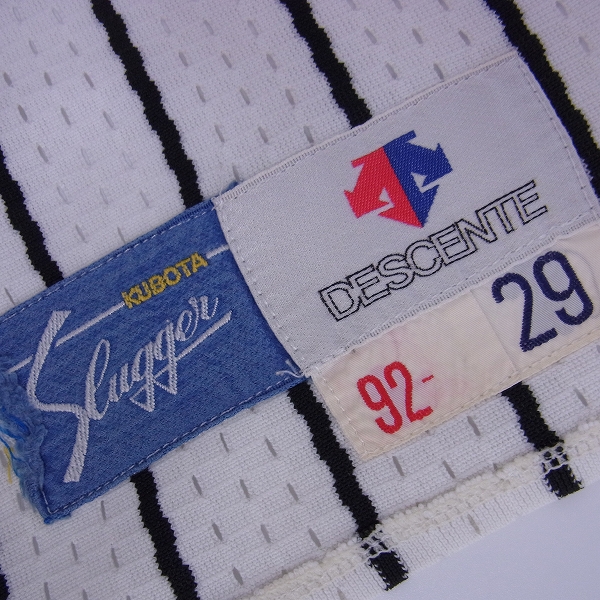 KUBOTA
Slugger
DESCENTE
92-
29